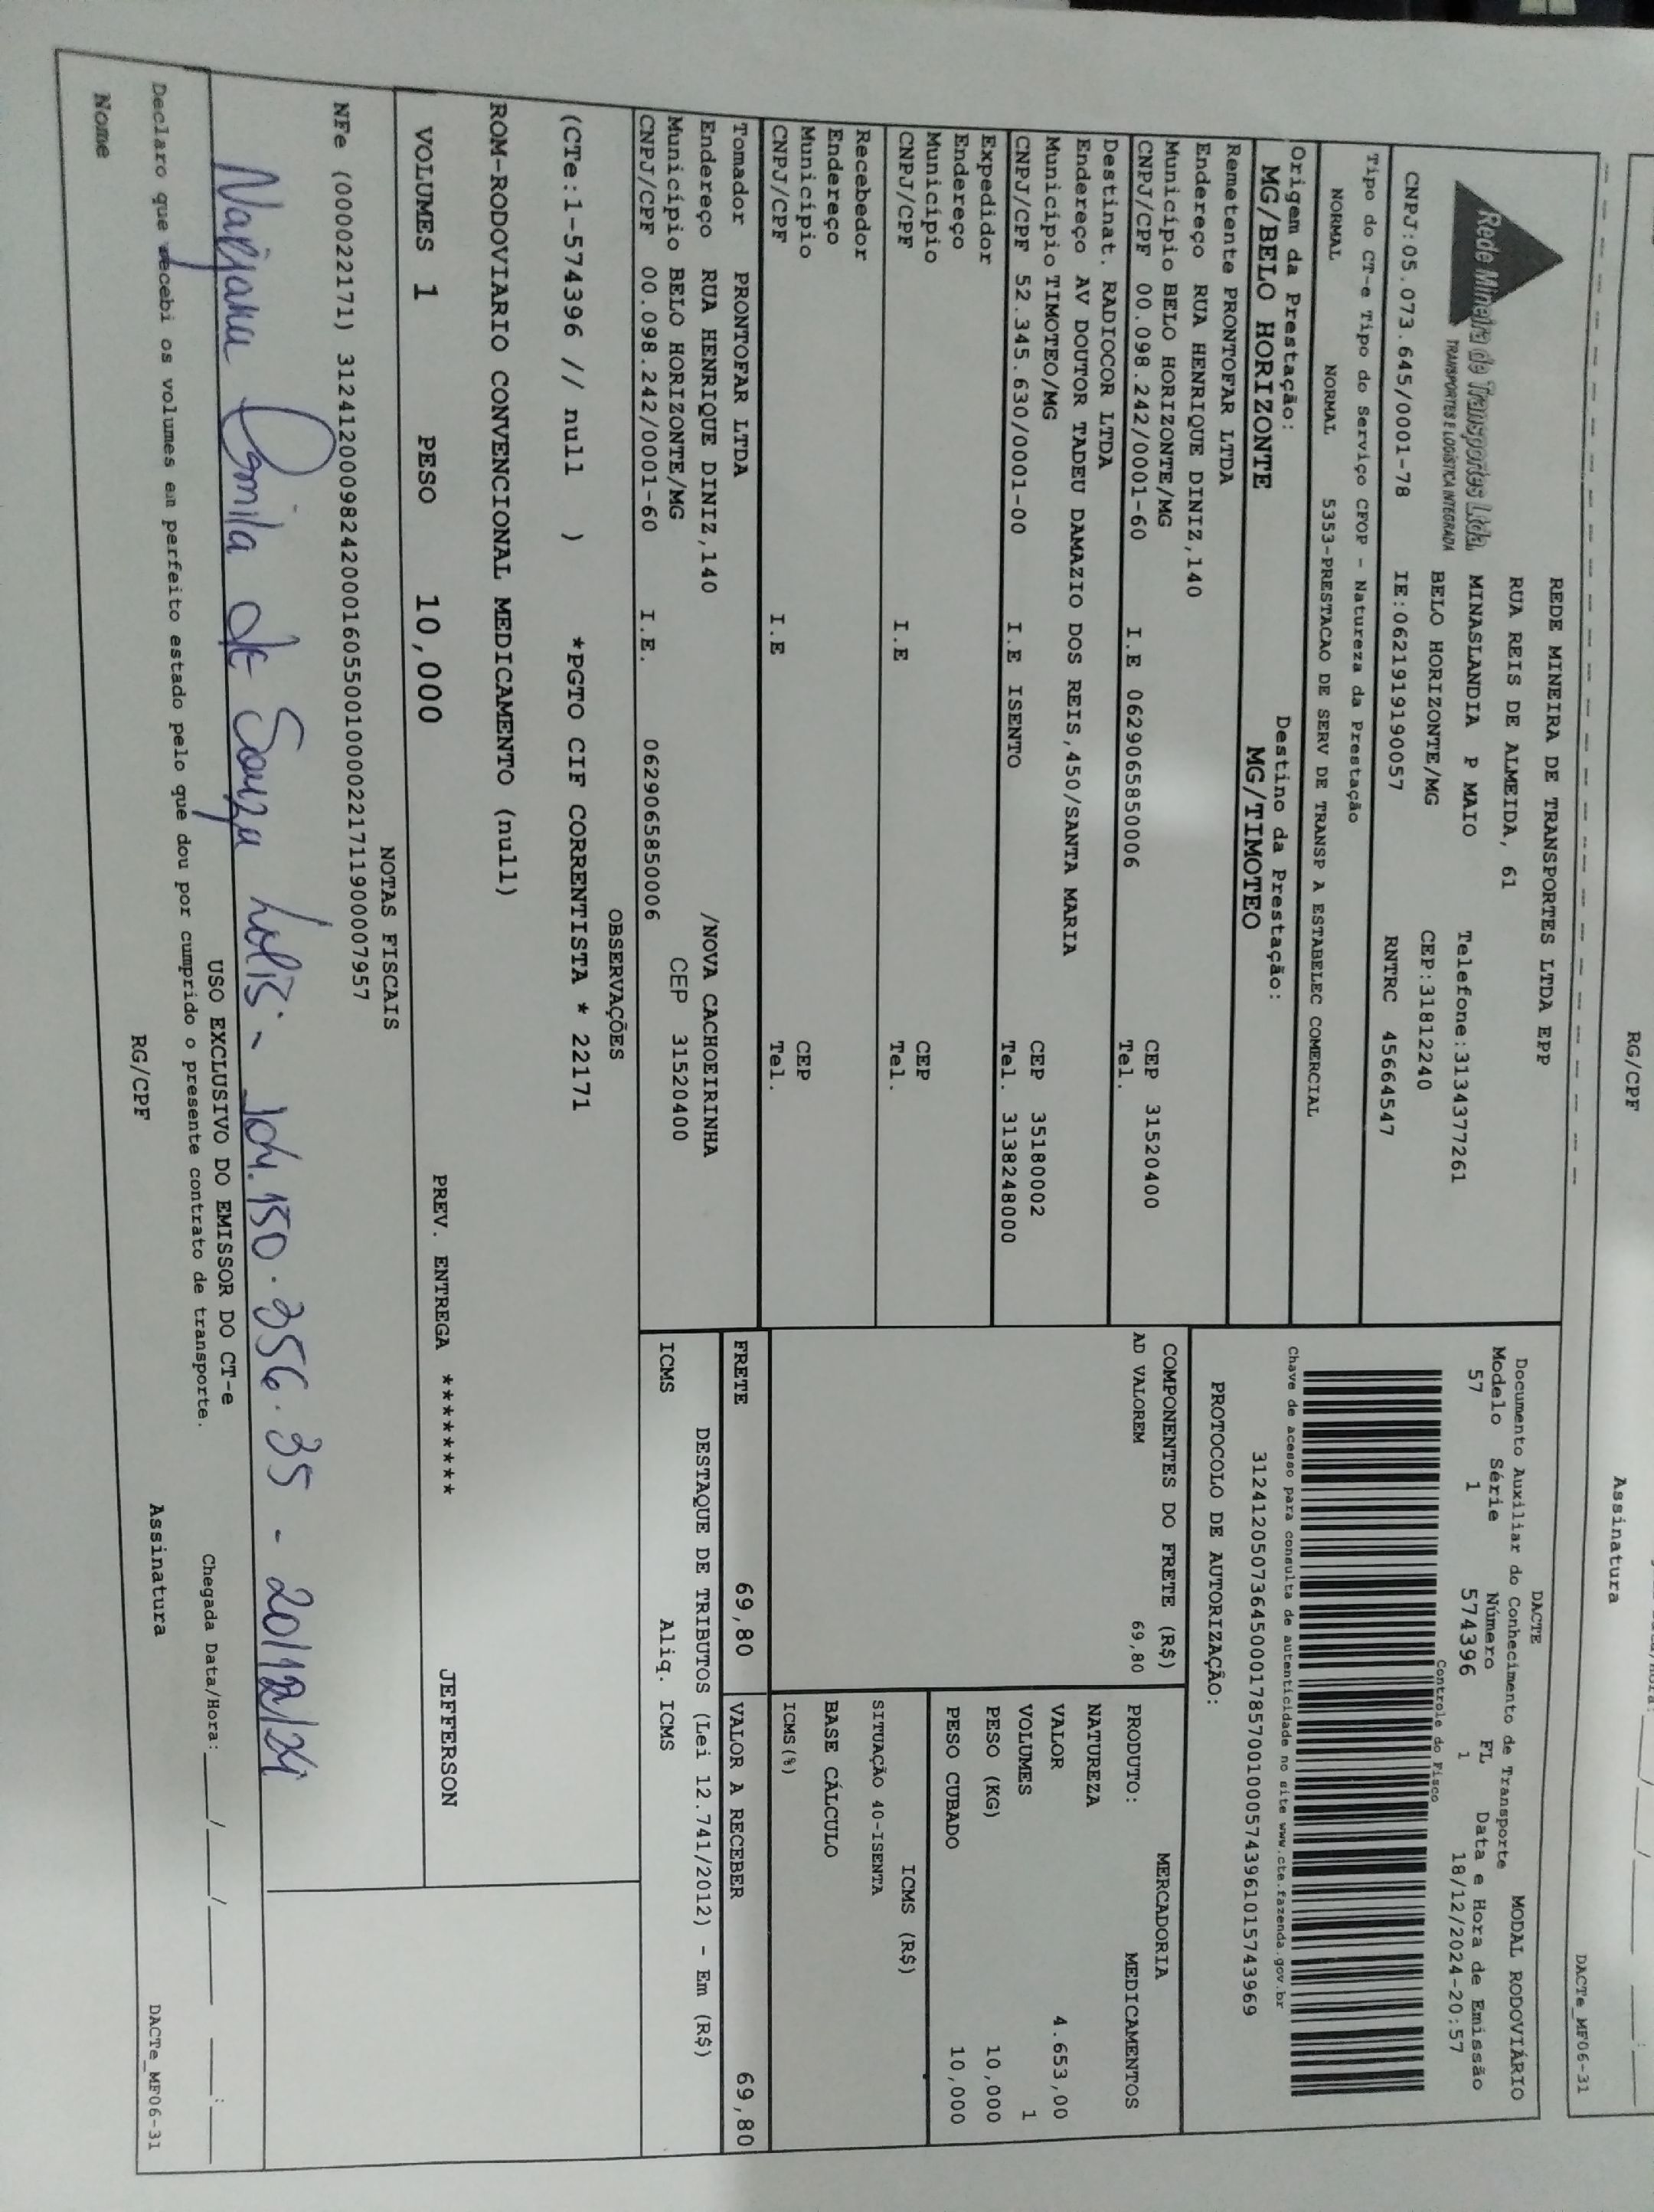 RG/CPF Assinatura
DACTe_MF06-31
Rede Mineira de Transportes Ltda.
TRANSPORTES E LOGÍSTICA INTEGRADA
REDE MINEIRA DE TRANSPORTES LTDA EPP
RUA REIS DE ALMEIDA, 61
MINASLANDIA P MAIO Telefone:3134377261
BELO HORIZONTE/MG CEP:31812240
CNPJ:05.073.645/0001-78 IE:0621919190057 RNTRC 45664547
DACTE
Documento Auxiliar do Conhecimento de Transporte MODAL RODOVIÁRIO
Modelo Série Número FL Data e Hora de Emissão
57 1 574396 1 18/12/2024-20:57
Controle do Fisco
Chave de acesso para consulta de autenticidade no site www.cte.fazenda.gov.br
31241205073645000178570010005743961015743969
PROTOCOLO DE AUTORIZAÇÃO:
Tipo do CT-e Tipo do Serviço CFOP - Natureza da Prestação
NORMAL NORMAL 5353-PRESTACAO DE SERV DE TRANSP A ESTABELEC COMERCIAL
Origem da Prestação: Destino da Prestação:
MG/BELO HORIZONTE MG/TIMOTEO
Remetente PRONTOFAR LTDA
Endereço RUA HENRIQUE DINIZ,140
Município BELO HORIZONTE/MG CEP 31520400
CNPJ/CPF 00.098.242/0001-60 I.E 0629065850006 Tel.
Destinat. RADIOCOR LTDA
Endereço AV DOUTOR TADEU DAMAZIO DOS REIS,450/SANTA MARIA
Município TIMOTEO/MG CEP 35180002
CNPJ/CPF 52.345.630/0001-00 I.E ISENTO Tel. 3138248000
Expedidor
Endereço
Município CEP
CNPJ/CPF I.E Tel.
Recebedor
Endereço
Município CEP
CNPJ/CPF I.E Tel.
Tomador PRONTOFAR LTDA
Endereço RUA HENRIQUE DINIZ,140 /NOVA CACHOEIRINHA
Município BELO HORIZONTE/MG CEP 31520400
CNPJ/CPF 00.098.242/0001-60 I.E. 0629065850006
COMPONENTES DO FRETE (R$)
AD VALOREM 69,80
MERCADORIA
PRODUTO: MEDICAMENTOS
NATUREZA
VALOR 4.653,00
VOLUMES 1
PESO (KG) 10,000
PESO CUBADO 10,000
ICMS (R$)
SITUAÇÃO 40-ISENTA
BASE CÁLCULO
ICMS(%)
FRETE 69,80 VALOR A RECEBER 69,80
DESTAQUE DE TRIBUTOS (Lei 12.741/2012) - Em (R$)
ICMS Aliq. ICMS
OBSERVAÇÕES
(CTe:1-574396 // null ) *PGTO CIF CORRENTISTA * 22171
ROM-RODOVIARIO CONVENCIONAL MEDICAMENTO (null)
VOLUMES 1 PESO 10,000 PREV. ENTREGA ******** JEFFERSON
NOTAS FISCAIS
NFe (000022171) 31241200098242000160550010000221711900007957
de Souza 104.150.356.35 - 20/12/24
USO EXCLUSIVO DO EMISSOR DO CT-e
Declaro que recebi os volumes em perfeito estado pelo que dou por cumprido o presente contrato de transporte. Chegada Data/Hora: / / :
Nome RG/CPF Assinatura
DACTe_MF06-31